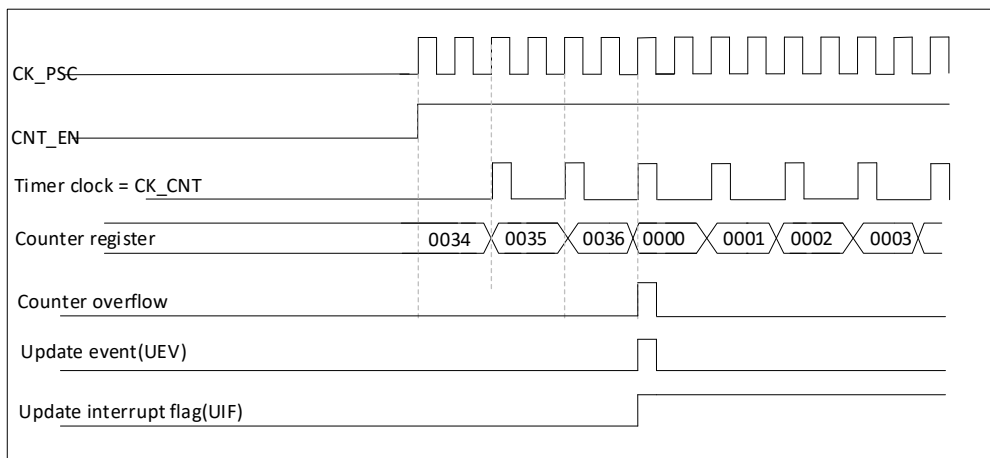 CK_PSC
CNT_EN
Timer clock = CK_CNT
Counter register
0034 0035 0036 0000 0001 0002 0003
Counter overflow
Update event(UEV)
Update interrupt flag(UIF)